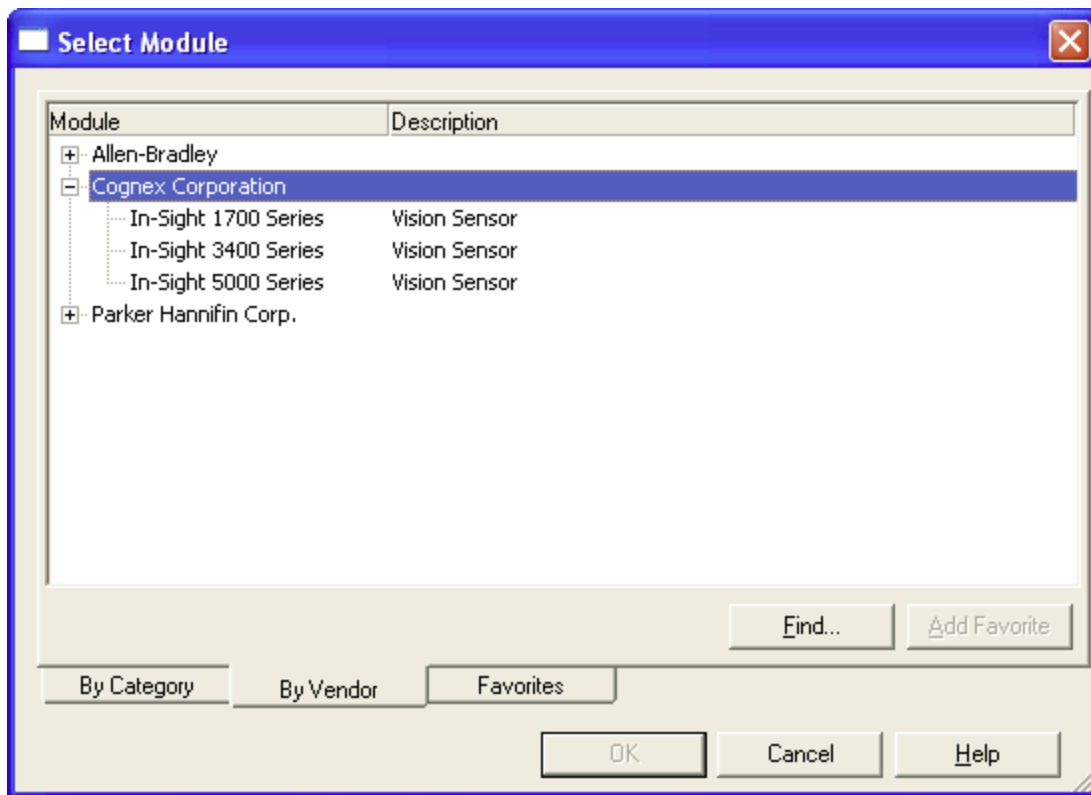 Select Module
Module Description
Allen-Bradley
Cognex Corporation
In-Sight 1700 Series Vision Sensor
In-Sight 3400 Series Vision Sensor
In-Sight 5000 Series Vision Sensor
Parker Hannifin Corp.
Find... Add Favorite
By Category By Vendor Favorites
OK Cancel Help